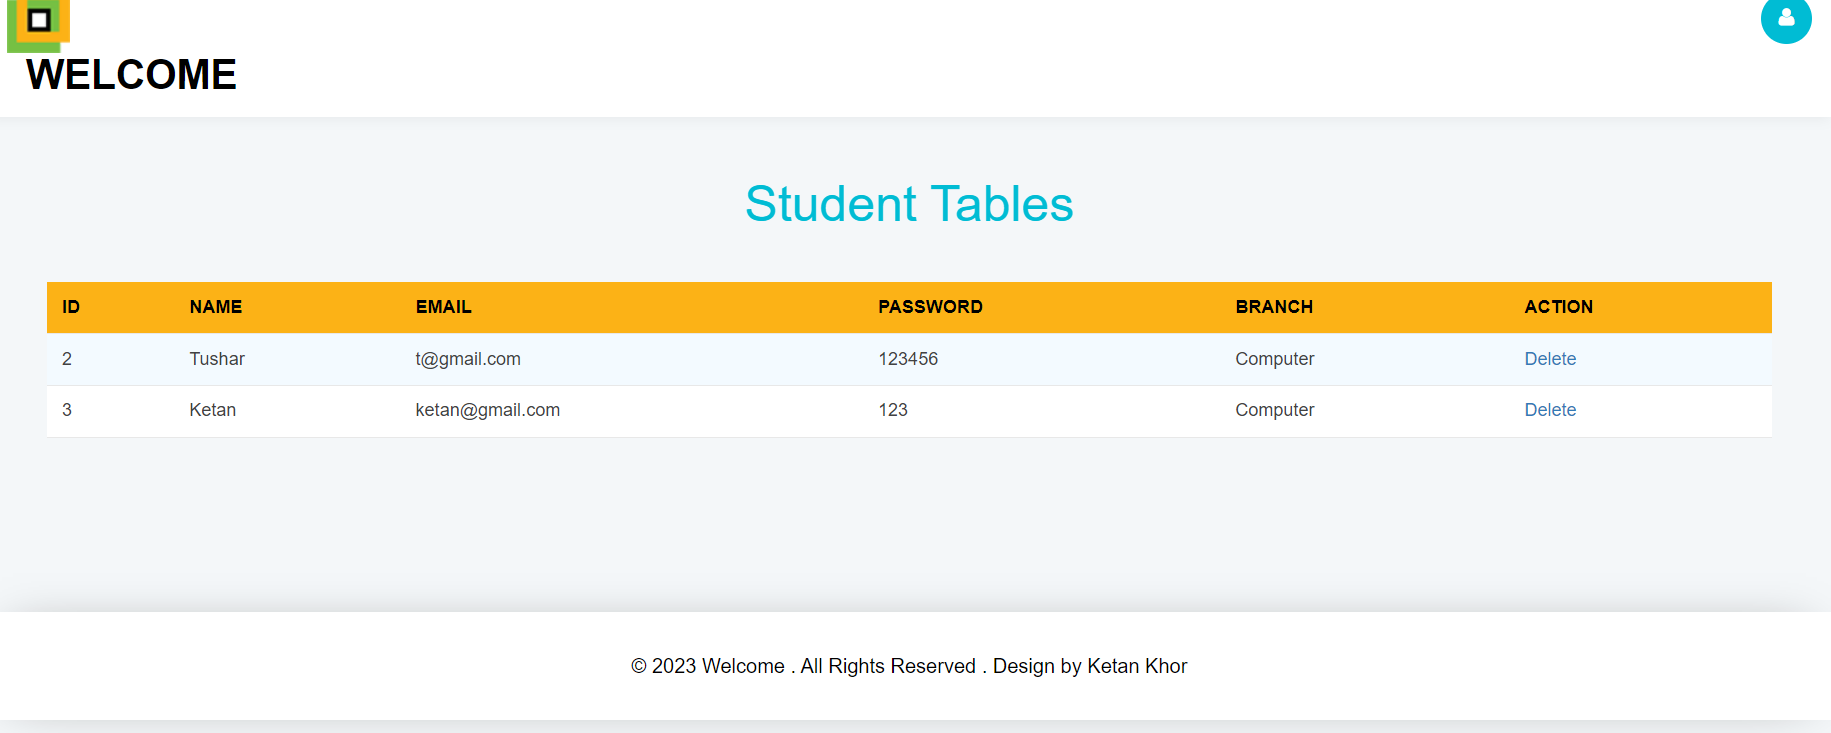 WELCOME
Student Tables
ID NAME EMAIL PASSWORD BRANCH ACTION
2 Tushar t@gmail.com 123456 Computer Delete
3 Ketan ketan@gmail.com 123 Computer Delete
© 2023 Welcome . All Rights Reserved . Design by Ketan Khor